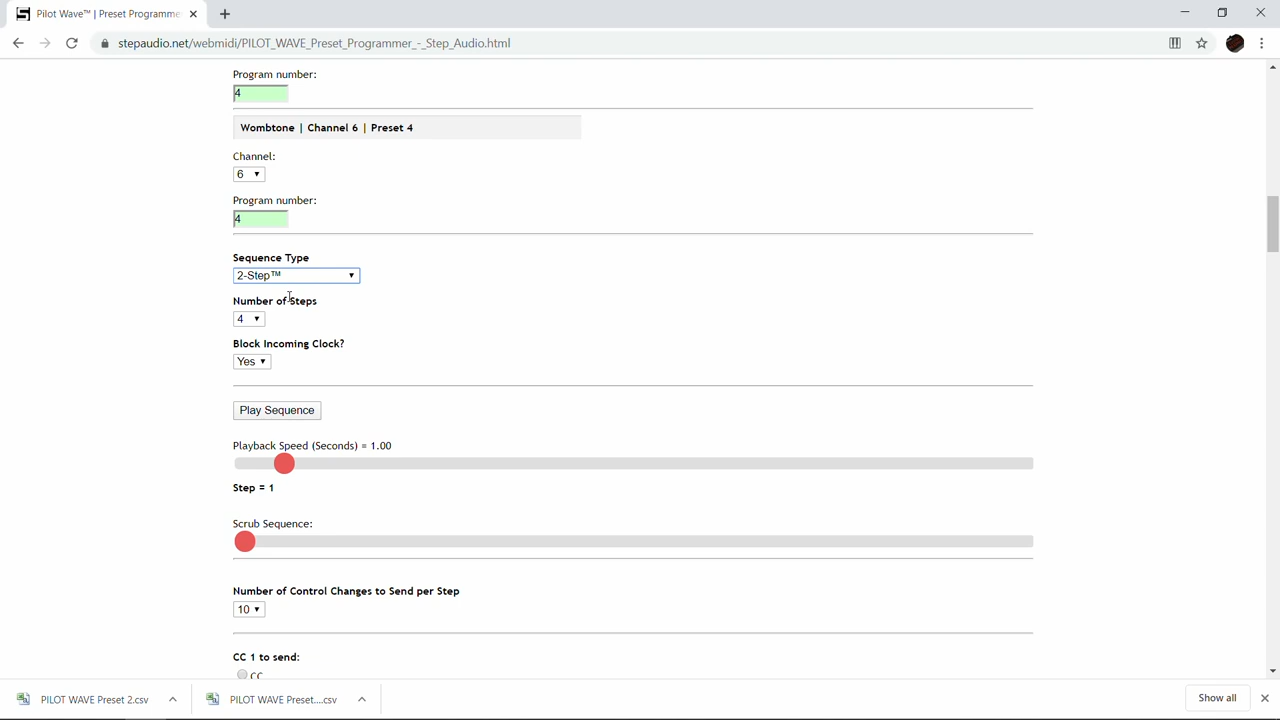 Pilot Wave™ | Preset Programme
stepaudio.net/webmidi/PILOT_WAVE_Preset_Programmer_-_Step_Audio.html
Program number:
4
Wombtone | Channel 6 | Preset 4
Channel:
6
Program number:
4
Sequence Type
2-Step™
Number of Steps
4
Block Incoming Clock?
Yes
Play Sequence
Playback Speed (Seconds) = 1.00
Step = 1
Scrub Sequence:
Number of Control Changes to Send per Step
10
CC 1 to send:
CC
PILOT WAVE Preset 2.csv
PILOT WAVE Preset....csv
Show all